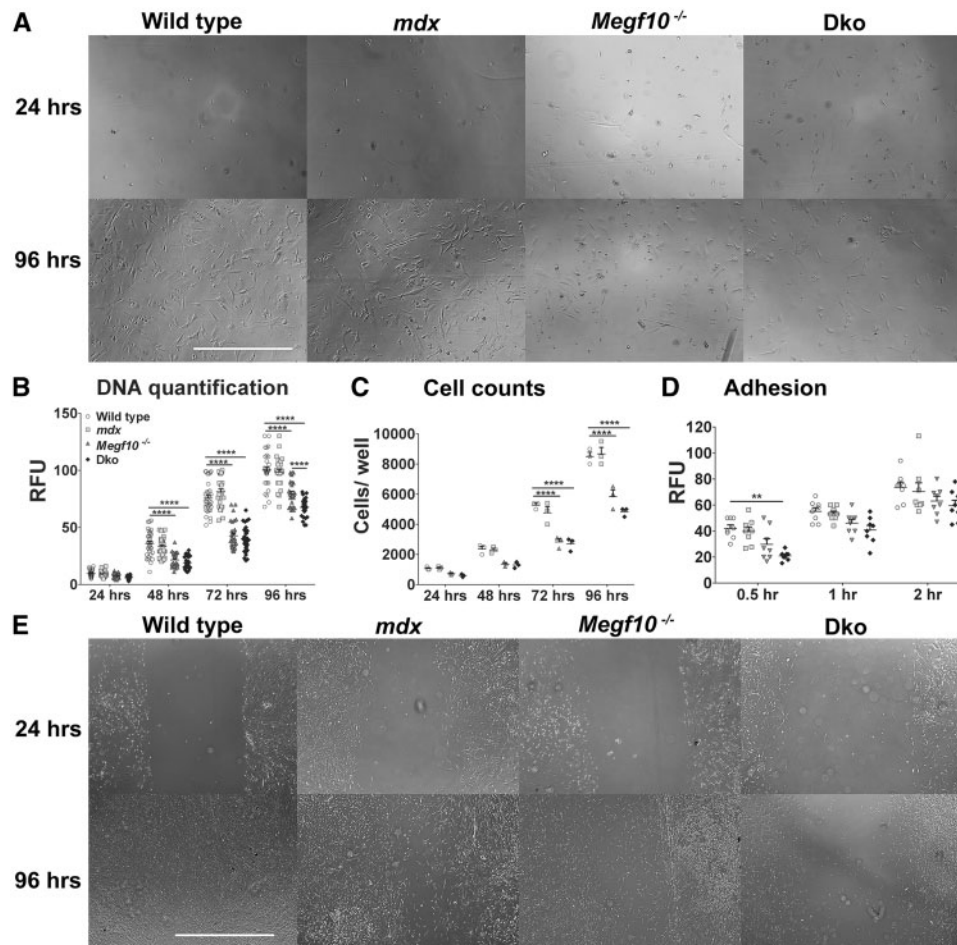 A
Wild type mdx Megf10 -/- Dko
24 hrs
96 hrs
B DNA quantification
Wild type
mdx
Megf10 -/-
Dko
RFU
150
100
50
0
**** **** **** **** **** **** ****
24 hrs 48 hrs 72 hrs 96 hrs
C Cell counts
Cells/ well
10000
8000
6000
4000
2000
0
**** **** **** ****
24 hrs 48 hrs 72 hrs 96 hrs
D Adhesion
RFU
120
100
80
60
40
20
0
**
0.5 hr 1 hr 2 hr
E
Wild type mdx Megf10 -/- Dko
24 hrs
96 hrs